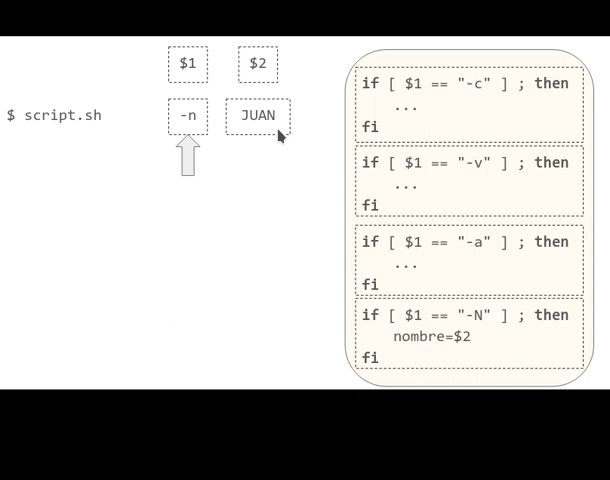 $1 $2
$ script.sh -n JUAN
if [ $1 == "-c" ] ; then
...
fi
if [ $1 == "-v" ] ; then
...
fi
if [ $1 == "-a" ] ; then
...
fi
if [ $1 == "-N" ] ; then
nombre=$2
fi